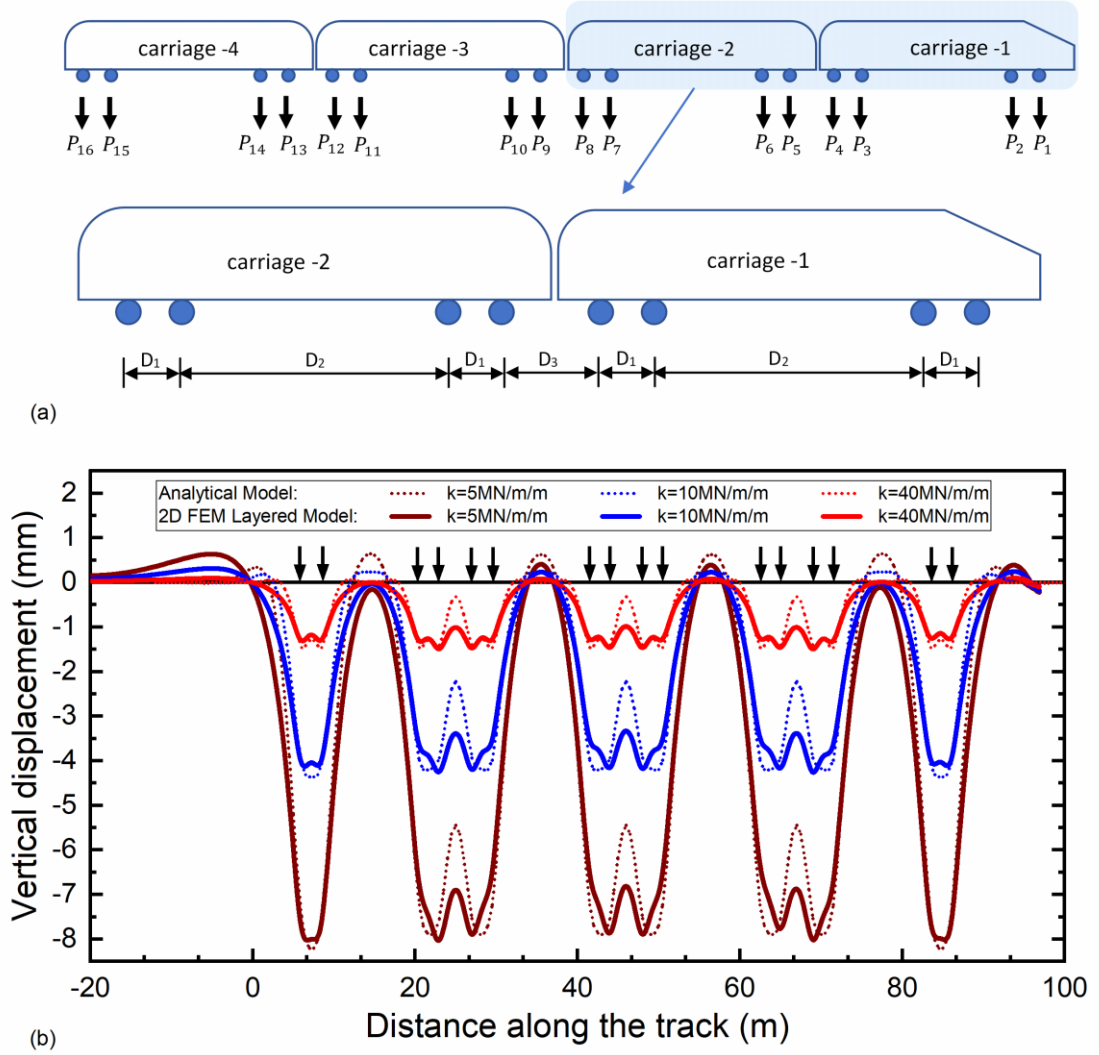 carriage -4 carriage -3 carriage -2 carriage -1
P16 P15 P14 P13 P12 P11 P10 P9 P8 P7 P6 P5 P4 P3 P2 P1
carriage -2 carriage -1
D1 D2 D1 D3 D1 D2 D1
(a)
Analytical Model: k=5MN/m/m k=10MN/m/m k=40MN/m/m
2D FEM Layered Model: k=5MN/m/m k=10MN/m/m k=40MN/m/m
Vertical displacement (mm)
2
1
0
-1
-2
-3
-4
-5
-6
-7
-8
-20 0 20 40 60 80 100
Distance along the track (m)
(b)